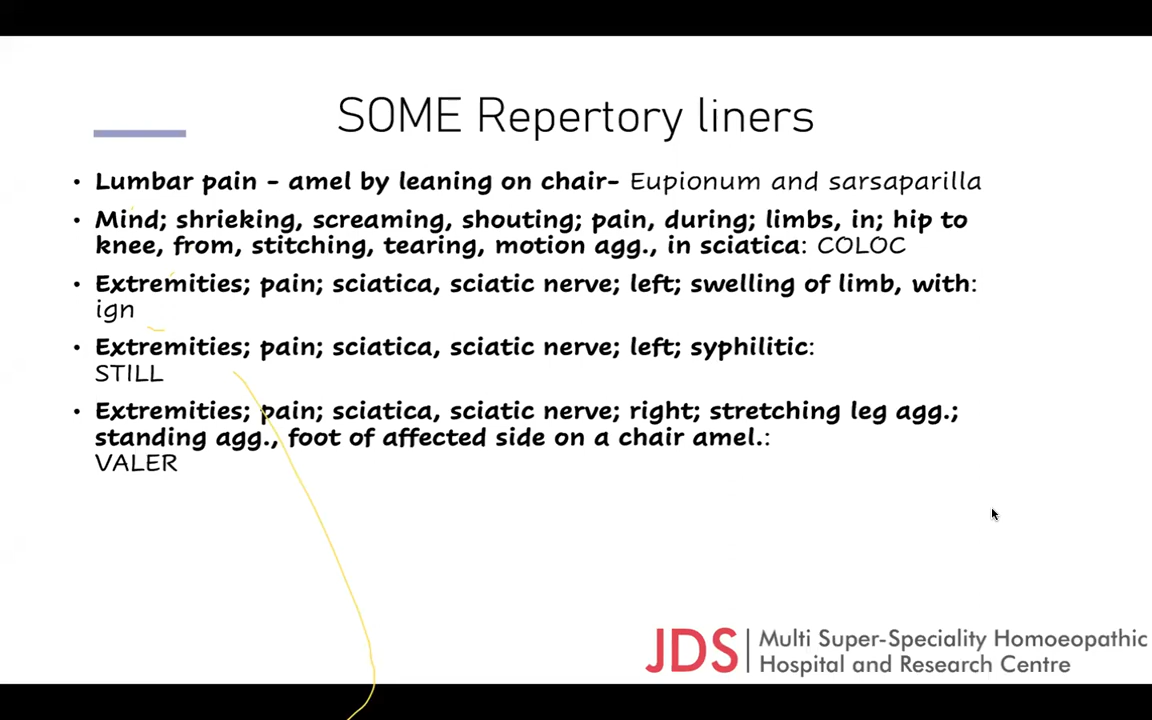 SOME Repertory liners
• Lumbar pain - amel by leaning on chair- Eupionum and sarsaparilla
• Mind; shrieking, screaming, shouting; pain, during; limbs, in; hip to
knee, from, stitching, tearing, motion agg., in sciatica: COLOC
• Extremities; pain; sciatica, sciatic nerve; left; swelling of limb, with:
ign
• Extremities; pain; sciatica, sciatic nerve; left; syphilitic:
STILL
• Extremities; pain; sciatica, sciatic nerve; right; stretching leg agg.;
standing agg., foot of affected side on a chair amel.:
VALER
JDS
Multi Super-Speciality Homoeopathic
Hospital and Research Centre